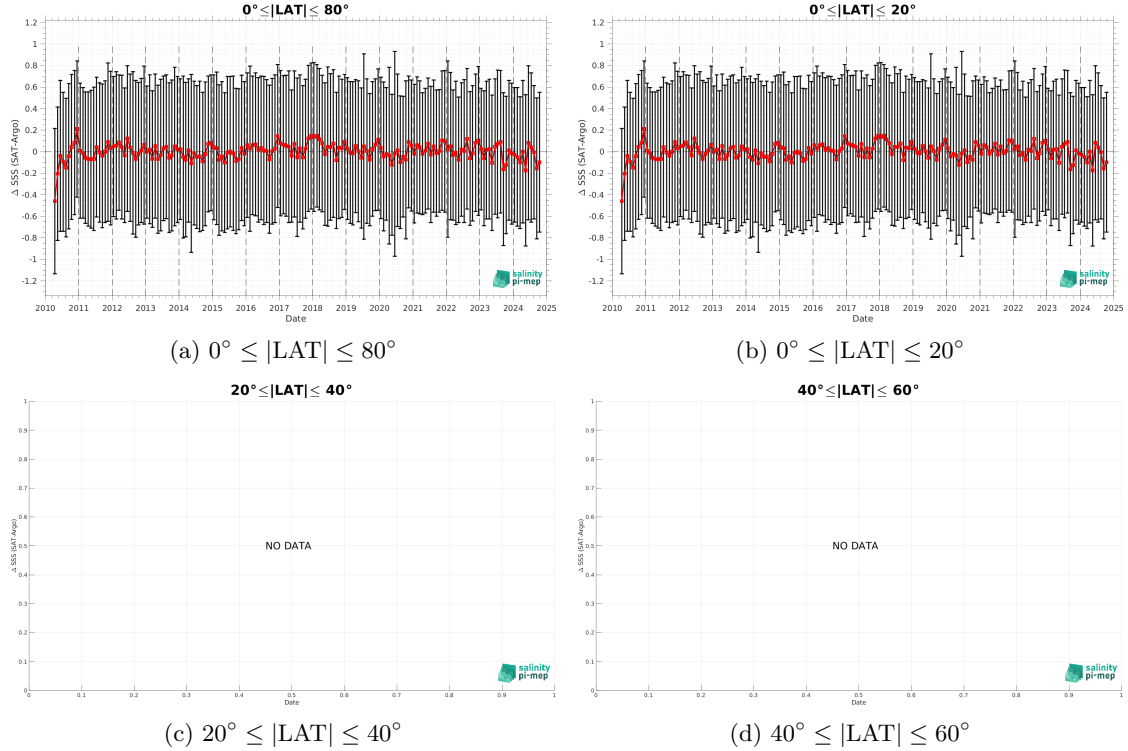 0°≤|LAT|≤ 80°
1.2
1
0.8
0.6
0.4
0.2
0
-0.2
-0.4
-0.6
-0.8
-1
-1.2
Δ SSS (SAT-Argo)
2010 2011 2012 2013 2014 2015 2016 2017 2018 2019 2020 2021 2022 2023 2024 2025
Date
salinity
pi-mep
(a) 0° ≤ |LAT| ≤ 80°
0°≤|LAT|≤ 20°
1.2
1
0.8
0.6
0.4
0.2
0
-0.2
-0.4
-0.6
-0.8
-1
-1.2
Δ SSS (SAT-Argo)
2010 2011 2012 2013 2014 2015 2016 2017 2018 2019 2020 2021 2022 2023 2024 2025
Date
salinity
pi-mep
(b) 0° ≤ |LAT| ≤ 20°
20°≤|LAT|≤ 40°
1
0.9
0.8
0.7
0.6
0.5
0.4
0.3
0.2
0.1
0
Δ SSS (SAT-Argo)
NO DATA
0 0.1 0.2 0.3 0.4 0.5 0.6 0.7 0.8 0.9 1
Date
salinity
pi-mep
(c) 20° ≤ |LAT| ≤ 40°
40°≤|LAT|≤ 60°
1
0.9
0.8
0.7
0.6
0.5
0.4
0.3
0.2
0.1
0
Δ SSS (SAT-Argo)
NO DATA
0 0.1 0.2 0.3 0.4 0.5 0.6 0.7 0.8 0.9 1
Date
salinity
pi-mep
(d) 40° ≤ |LAT| ≤ 60°